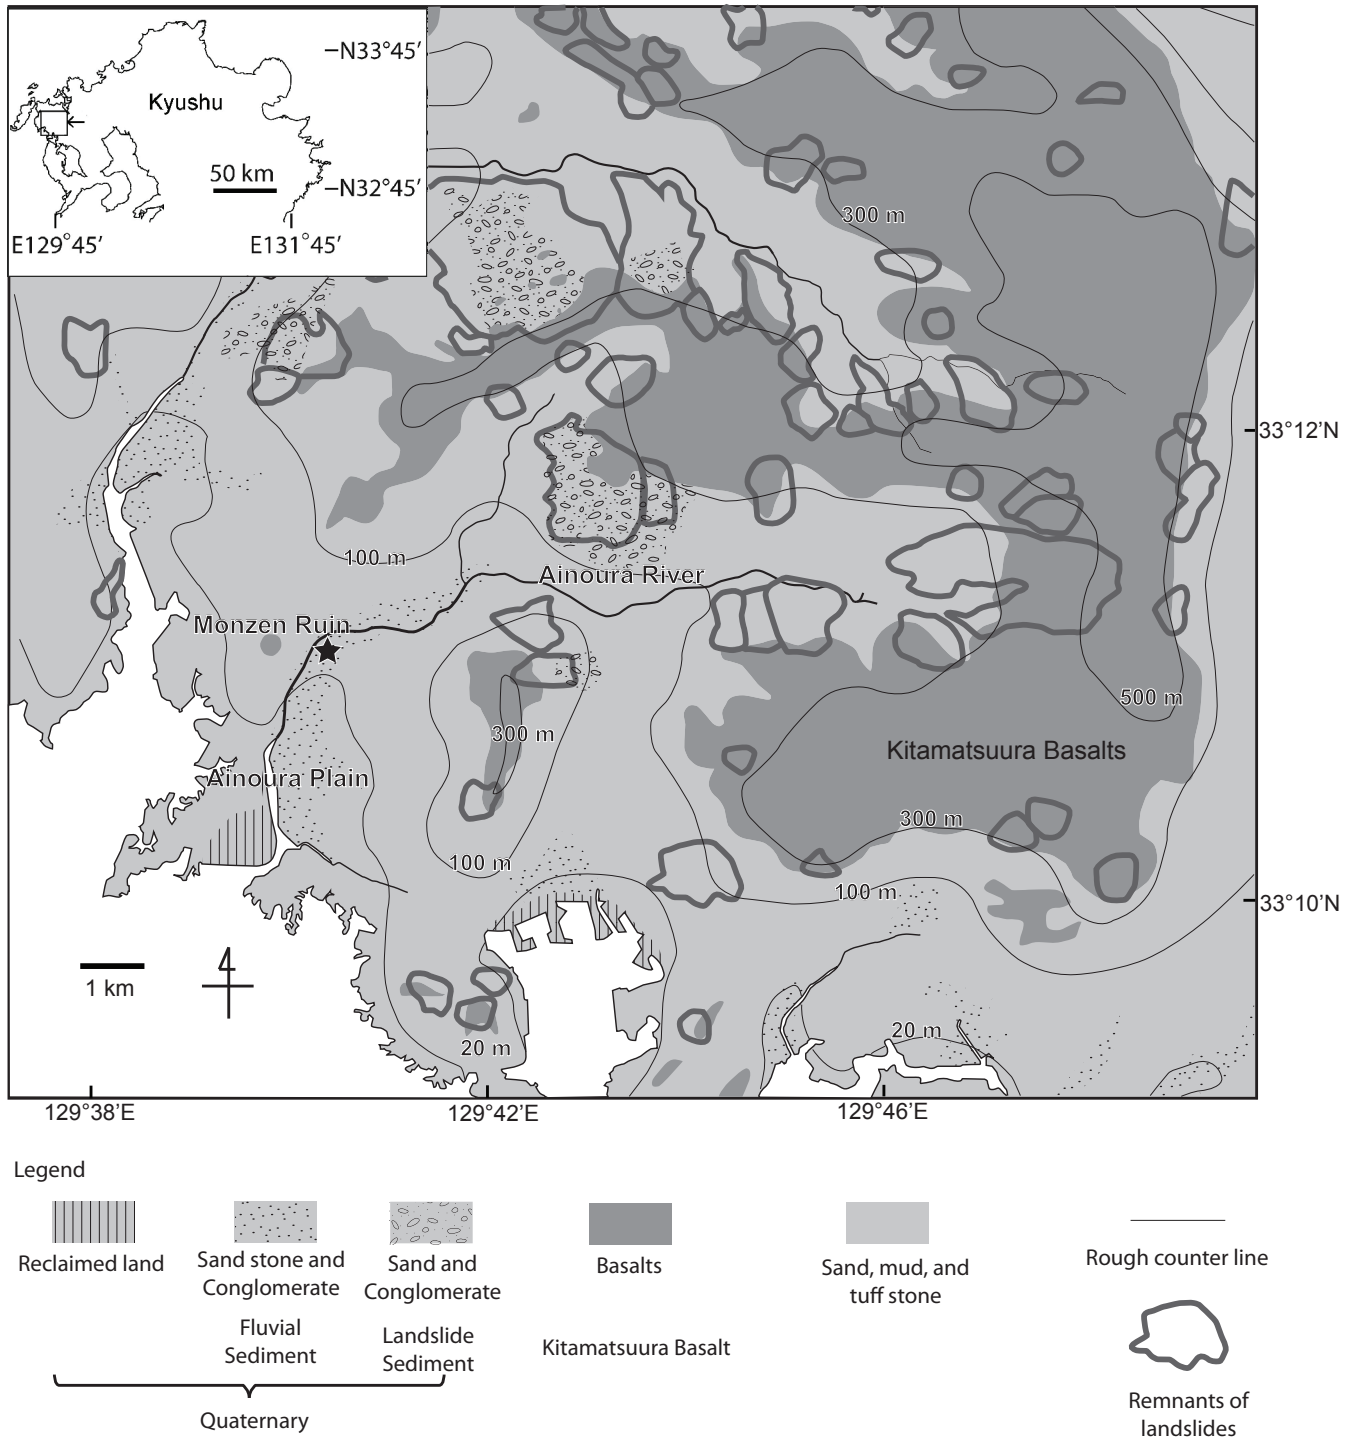 N33°45'
Kyushu
50 km
N32°45'
E129°45'
E131°45'
300 m
33°12'N
100 m
Ainoura River
Monzen Ruin
500 m
300 m
Kitamatsuura Basalts
Ainoura Plain
300 m
100 m
100 m
33°10'N
1 km
4
20 m
20 m
129°38'E
129°42'E
129°46'E
Legend
Reclaimed land
Sand stone and
Conglomerate
Sand and
Conglomerate
Basalts
Sand, mud, and
tuff stone
Rough counter line
Fluvial
Sediment
Landslide
Sediment
Kitamatsuura Basalt
Quaternary
Remnants of
landslides